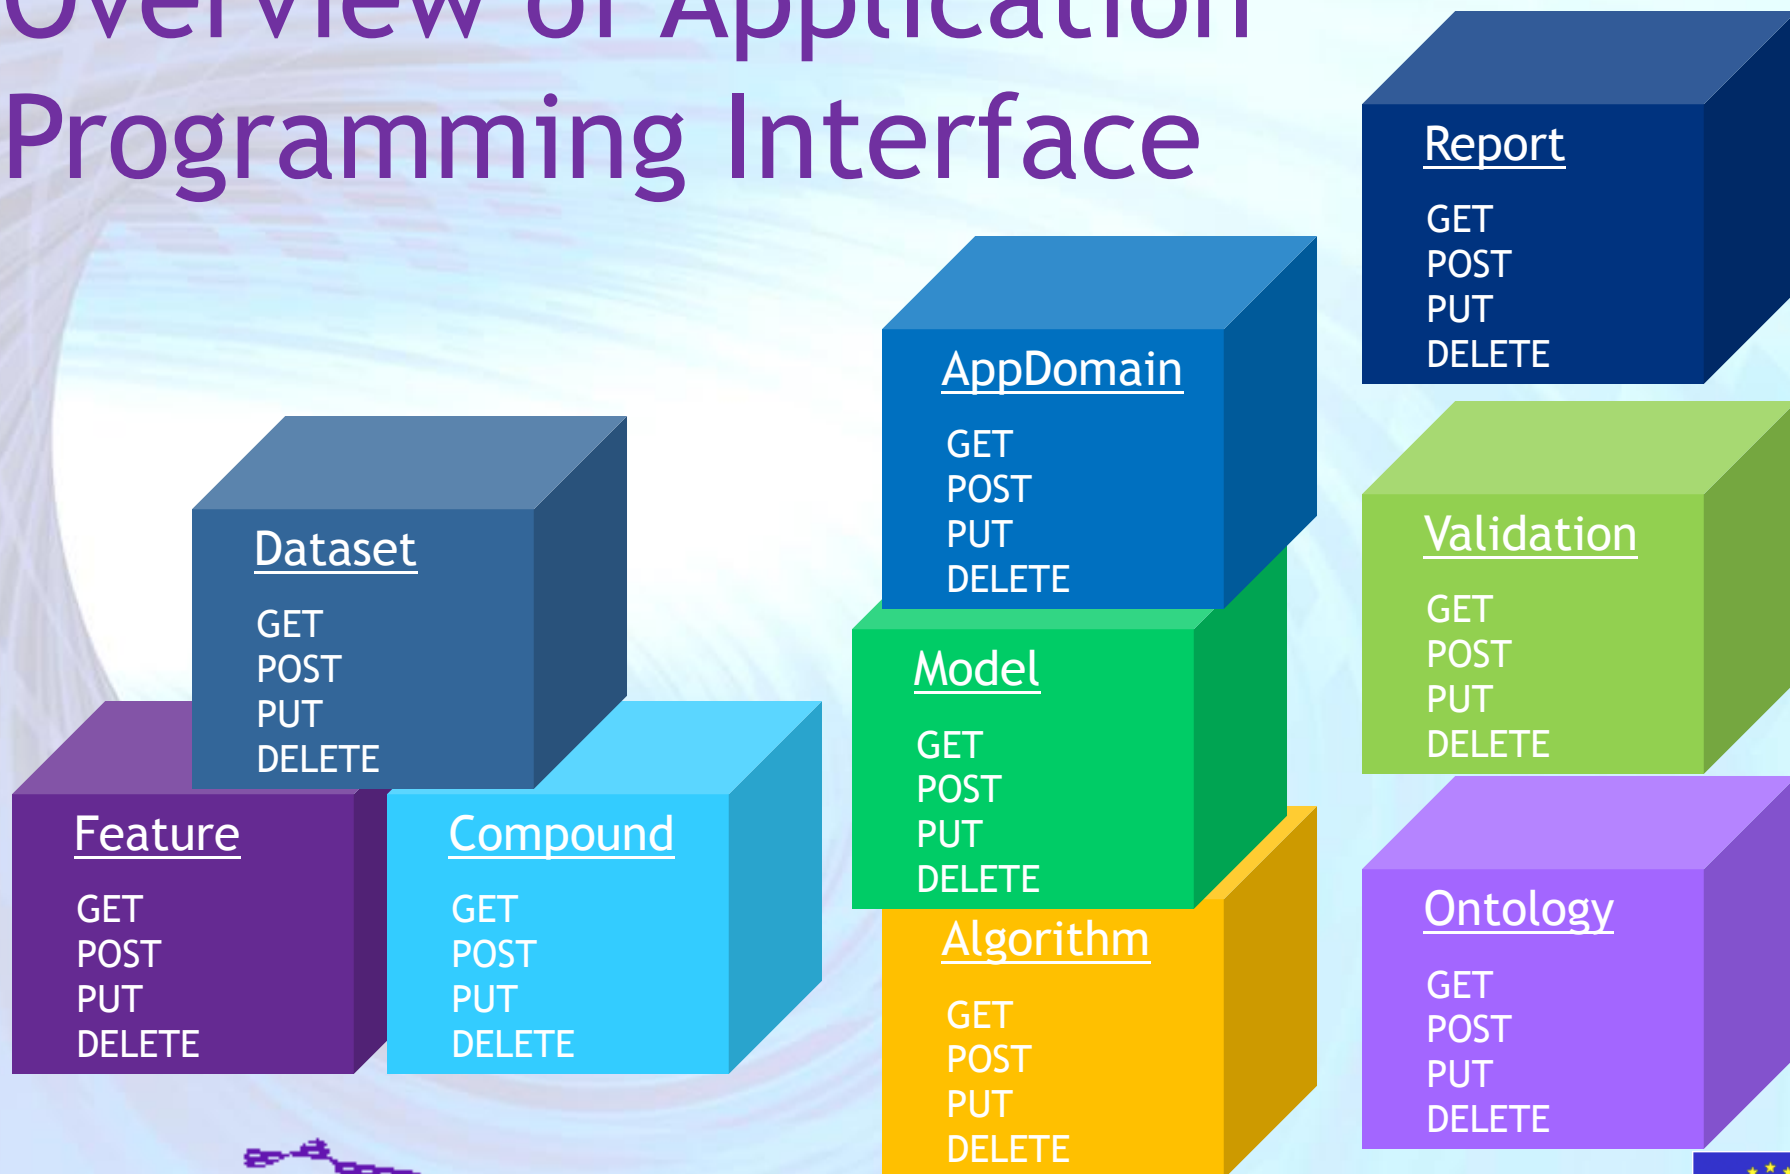 Overview of Application
Programming Interface
Report
GET
POST
PUT
DELETE
AppDomain
GET
POST
PUT
DELETE
Validation
GET
POST
PUT
DELETE
Dataset
GET
POST
PUT
DELETE
Model
GET
POST
PUT
DELETE
Feature
GET
POST
PUT
DELETE
Compound
GET
POST
PUT
DELETE
Algorithm
GET
POST
PUT
DELETE
Ontology
GET
POST
PUT
DELETE